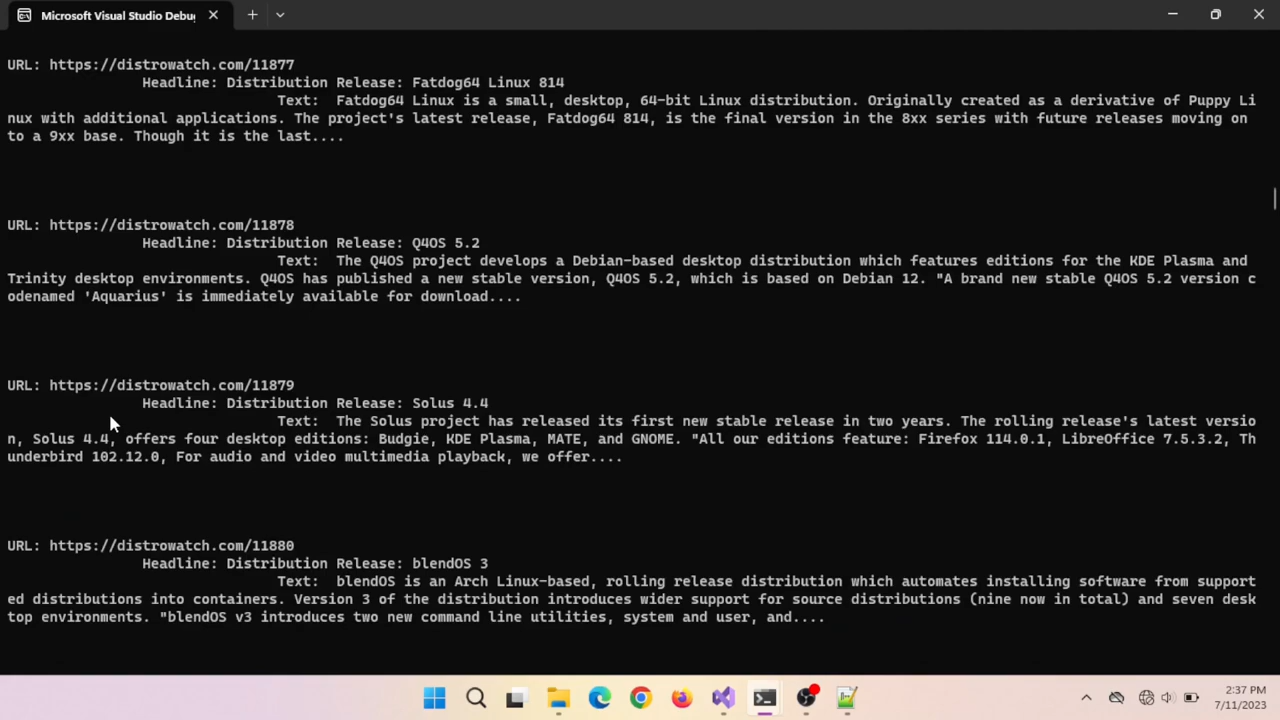 Microsoft Visual Studio Debu
URL: https://distrowatch.com/11877
Headline: Distribution Release: Fatdog64 Linux 814
Text:  Fatdog64 Linux is a small, desktop, 64-bit Linux distribution. Originally created as a derivative of Puppy Li
nux with additional applications. The project's latest release, Fatdog64 814, is the final version in the 8xx series with future releases moving on
to a 9xx base. Though it is the last....
URL: https://distrowatch.com/11878
Headline: Distribution Release: Q4OS 5.2
Text:  The Q4OS project develops a Debian-based desktop distribution which features editions for the KDE Plasma and
Trinity desktop environments. Q4OS has published a new stable version, Q4OS 5.2, which is based on Debian 12. "A brand new stable Q4OS 5.2 version c
odenamed 'Aquarius' is immediately available for download....
URL: https://distrowatch.com/11879
Headline: Distribution Release: Solus 4.4
Text:  The Solus project has released its first new stable release in two years. The rolling release's latest versio
n, Solus 4.4, offers four desktop editions: Budgie, KDE Plasma, MATE, and GNOME. "All our editions feature: Firefox 114.0.1, LibreOffice 7.5.3.2, Th
underbird 102.12.0, For audio and video multimedia playback, we offer....
URL: https://distrowatch.com/11880
Headline: Distribution Release: blendOS 3
Text:  blendOS is an Arch Linux-based, rolling release distribution which automates installing software from support
ed distributions into containers. Version 3 of the distribution introduces wider support for source distributions (nine now in total) and seven desk
top environments. "blendOS v3 introduces two new command line utilities, system and user, and....
2:37 PM
7/11/2023